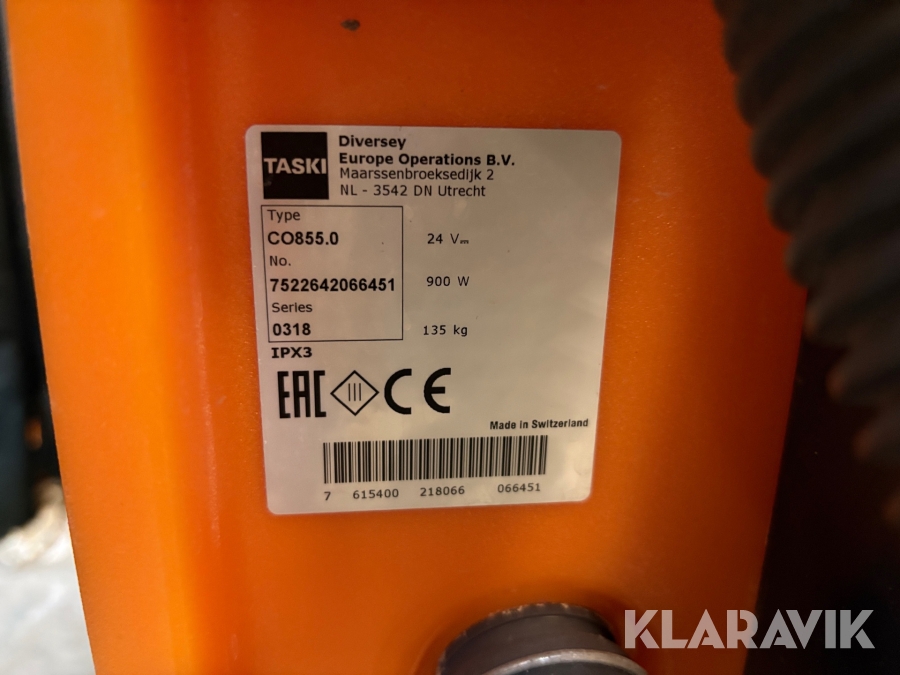 TASKI
Diversey
Europe Operations B.V.
Maarssenbroeksedijk 2
NL - 3542 DN Utrecht
Type
CO855.0
24 V
No.
7522642066451
900 W
Series
0318
135 kg
IPX3
EAC III CE
Made in Switzerland
7 615400 218066 066451
KLARAVIK